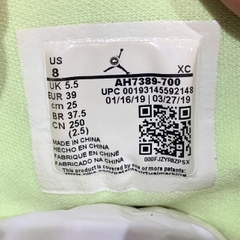 US
8
XC
UK 5.5
EUR 39
cm 25
BR 37.5
CN 250
(2.5)
AH7389-700
UPC 00193145592148
01/16/19 03/27/19
MADE IN CHINA
HECHO EN CHINA
FABRIQUE EN CHINE
FABRICADO NA CHINA